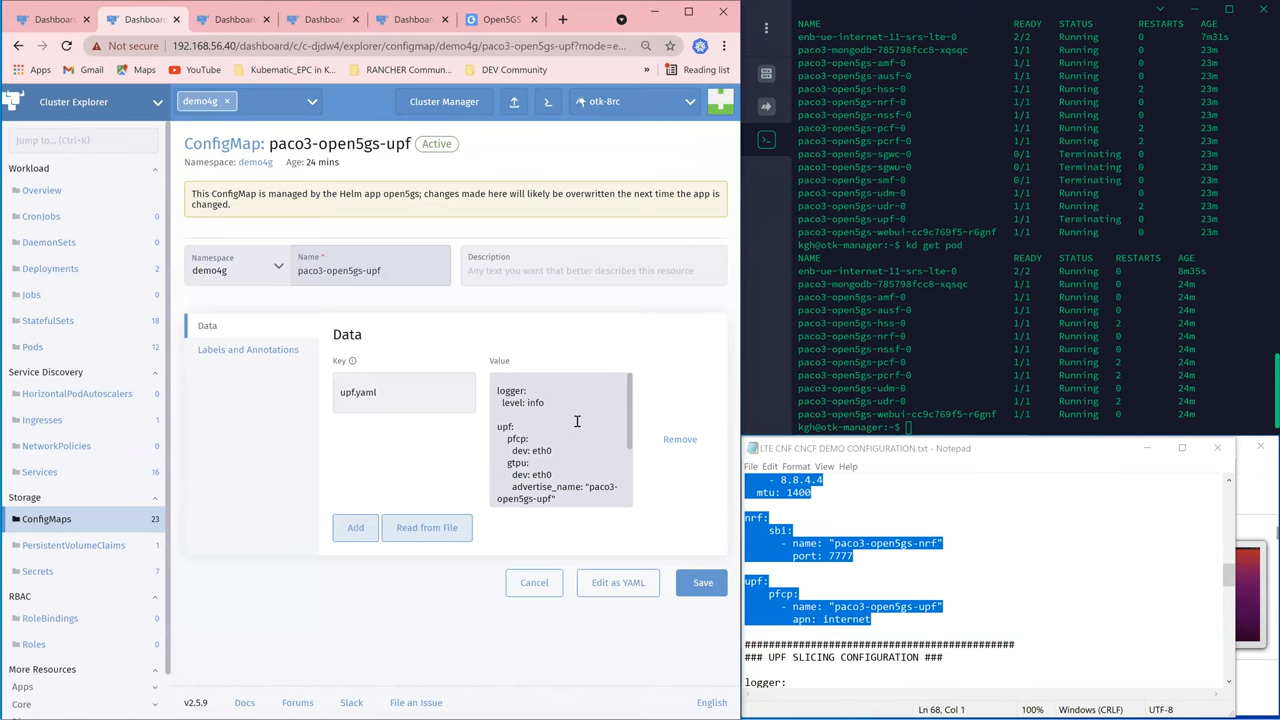 Dashboar
Dashboar
Dashboar
Dashboar
Dashboar
Open5GS
Not secure
192.168.56.40/dashboard/c/c-djdw4/explorer/configmap/demo4g/paco3-open5gs-upf?mode=e...
Apps
Gmail
Maps
YouTube
Kubematic_EPC in K...
RANCHER Commun...
DEV Community
»
Reading list
Cluster Explorer
demo4g ×
Cluster Manager
otk-8rc
Jump to... (Ctrl+K)
Workload
Overview
CronJobs 0
DaemonSets 0
Deployments 2
Jobs 0
StatefulSets 18
Pods 12
Service Discovery
HorizontalPodAutoscalers 0
Ingresses 0
NetworkPolicies 0
Services 0
Storage
ConfigMaps 23
PersistentVolumeClaims 0
Secrets 7
RBAC
RoleBindings 0
Roles 0
More Resources
Apps
Core
ConfigMap: paco3-open5gs-upf Active
Namespace: demo4g Age: 24 mins
This ConfigMap is managed by the Helm app open5gs; changes made here will likely be overwritten the next time the app is
changed.
Namespace
demo4g
Name *
paco3-open5gs-upf
Description
Any text you want that better describes this resource
Data
Labels and Annotations
Data
Key
Value
upf.yaml
logger:
level: info
upf:
pfcp:
dev: eth0
gtpu:
dev: eth0
advertise_name: "paco3-
open5gs-upf"
Remove
Add
Read from File
Cancel
Edit as YAML
Save
v2.5.9
Docs
Forums
Slack
File an Issue
English
NAME READY STATUS RESTARTS AGE
enb-ue-internet-11-srs-lte-0 2/2 Running 0 7m31s
paco3-mongodb-785798fcc8-xqsqc 1/1 Running 0 23m
paco3-open5gs-amf-0 1/1 Running 0 23m
paco3-open5gs-ausf-0 1/1 Running 0 23m
paco3-open5gs-hss-0 1/1 Running 2 23m
paco3-open5gs-nrf-0 1/1 Running 0 23m
paco3-open5gs-nssf-0 1/1 Running 0 23m
paco3-open5gs-pcf-0 1/1 Running 2 23m
paco3-open5gs-pcrf-0 1/1 Running 2 23m
paco3-open5gs-sgwc-0 0/1 Terminating 0 23m
paco3-open5gs-sgwu-0 0/1 Terminating 0 23m
paco3-open5gs-smf-0 0/1 Terminating 0 23m
paco3-open5gs-udm-0 1/1 Running 0 23m
paco3-open5gs-udr-0 1/1 Running 2 23m
paco3-open5gs-upf-0 1/1 Terminating 0 23m
paco3-open5gs-webui-cc9c769f5-r6gnf 1/1 Running 0 23m
kgh@otk-manager:~$ kd get pod
NAME READY STATUS RESTARTS AGE
enb-ue-internet-11-srs-lte-0 2/2 Running 0 8m35s
paco3-mongodb-785798fcc8-xqsqc 1/1 Running 0 24m
paco3-open5gs-amf-0 1/1 Running 0 24m
paco3-open5gs-ausf-0 1/1 Running 0 24m
paco3-open5gs-hss-0 1/1 Running 2 24m
paco3-open5gs-nrf-0 1/1 Running 0 24m
paco3-open5gs-nssf-0 1/1 Running 0 24m
paco3-open5gs-pcf-0 1/1 Running 2 24m
paco3-open5gs-pcrf-0 1/1 Running 2 24m
paco3-open5gs-udm-0 1/1 Running 0 24m
paco3-open5gs-udr-0 1/1 Running 2 24m
paco3-open5gs-webui-cc9c769f5-r6gnf 1/1 Running 0 24m
kgh@otk-manager:~$
LTE CNF CNCF DEMO CONFIGURATION.txt - Notepad
File Edit Format View Help
- 8.8.4.4
mtu: 1400
nrf:
sbi:
- name: "paco3-open5gs-nrf"
port: 7777
upf:
pfcp:
- name: "paco3-open5gs-upf"
apn: internet
#############################################
### UPF SLICING CONFIGURATION ###
logger:
Ln 68, Col 1
100%
Windows (CRLF)
UTF-8